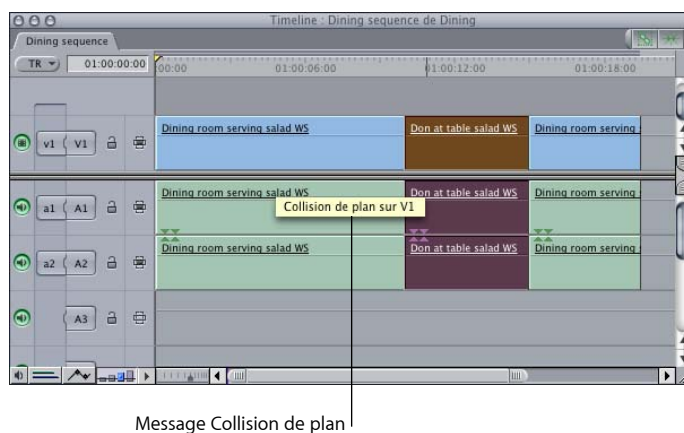 Timeline : Dining sequence de Dining
Dining sequence
TR 01:00:00:00 00:00 01:00:06:00 01:00:12:00 01:00:18:00
Dining room serving salad WS Don at table salad WS Dining room serving
v1 V1
Dining room serving salad WS Don at table salad WS Dining room serving
Collision de plan sur V1
a1 A1
Dining room serving salad WS Don at table salad WS Dining room serving
a2 A2
A3
Message Collision de plan